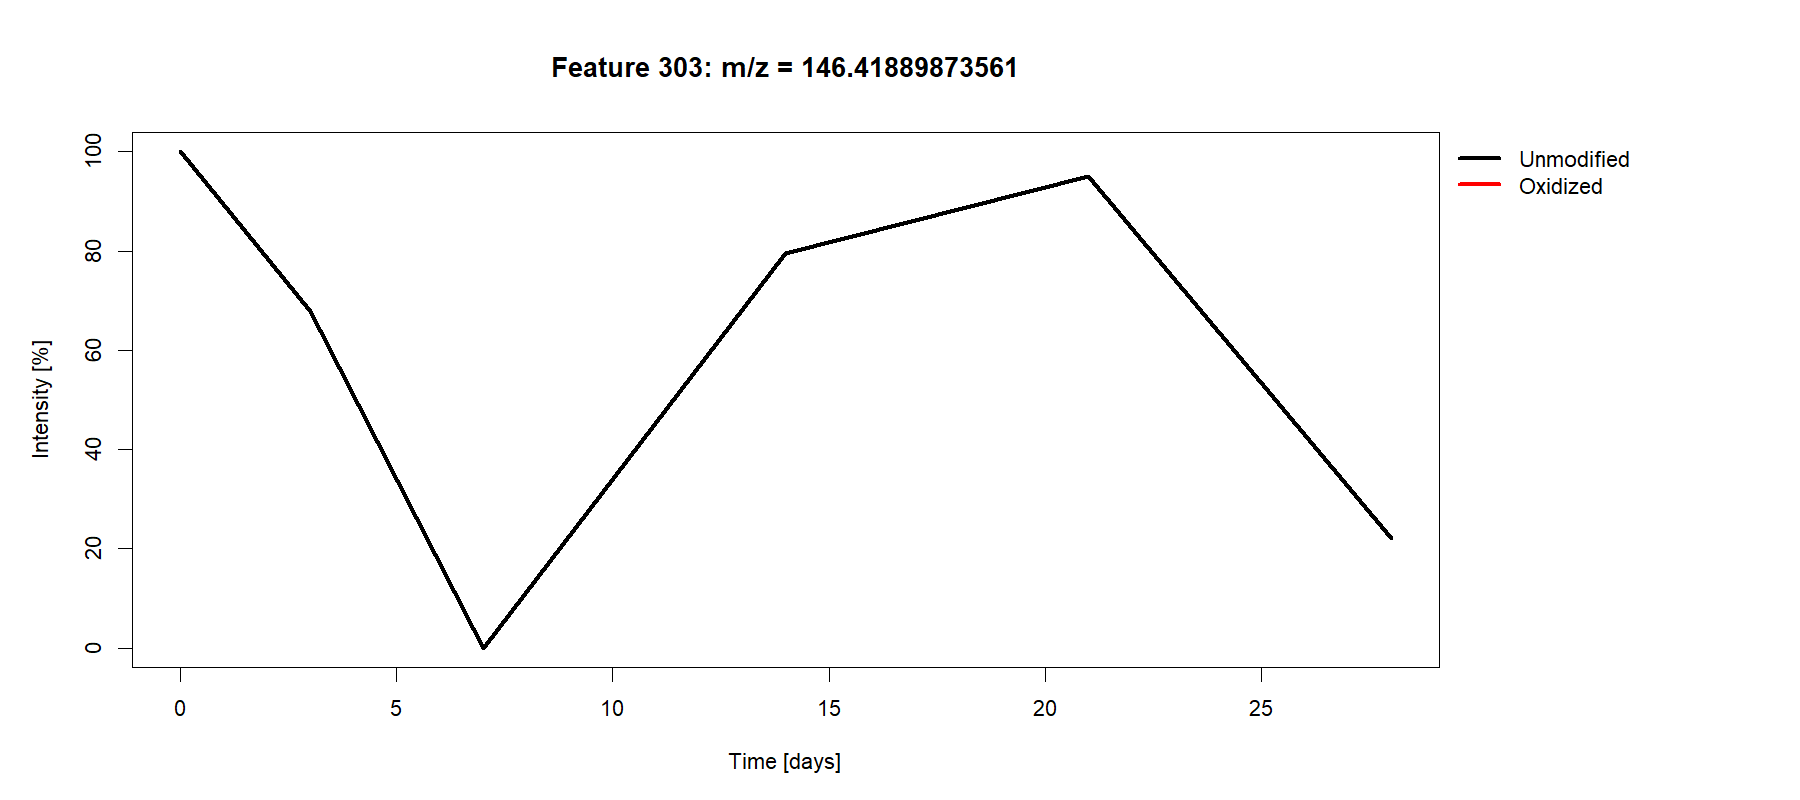 Feature 303: m/z = 146.41889873561
Unmodified
Oxidized
Intensity [%]
100
80
60
40
20
0
0 5 10 15 20 25
Time [days]